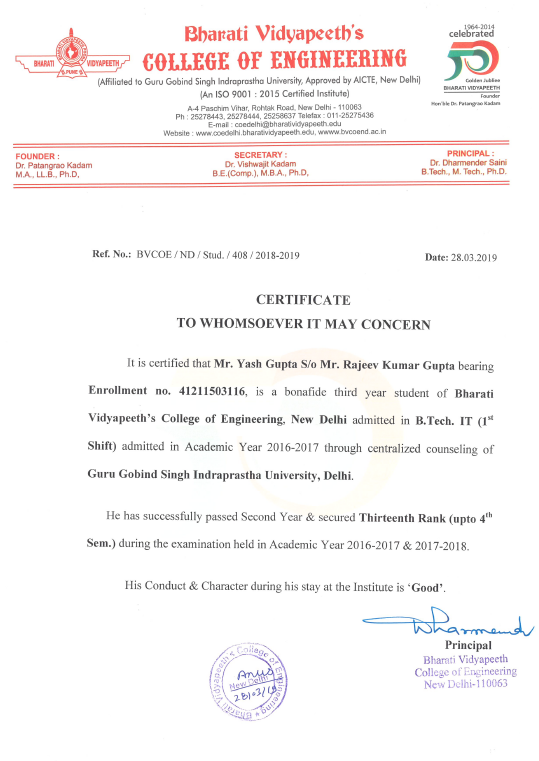 Bharati Vidyapeeth's
COLLEGE OF ENGINEERING
(Affiliated to Guru Gobind Singh Indraprastha University, Approved by AICTE, New Delhi)
(An ISO 9001 : 2015 Certified Institute)
A-4 Paschim Vihar, Rohtak Road, New Delhi - 110063
Ph : 25278443, 25278444, 25258637 Telefax : 011-25275436
E-mail : coedelhi@bharatividyapeeth.edu
Website : www.coedelhi.bharatividyapeeth.edu, wwww.bvcoend.ac.in
BHARATI VIDYAPEETH
PUNE
1964-2014
celebrated
50
Golden Jubilee
BHARATI VIDYAPEETH
Founder
Hon'ble Dr. Patangrao Kadam
FOUNDER :
Dr. Patangrao Kadam
M.A., LL.B., Ph.D,
SECRETARY :
Dr. Vishwajit Kadam
B.E.(Comp.), M.B.A., Ph.D,
PRINCIPAL :
Dr. Dharmender Saini
B.Tech., M. Tech., Ph.D.
Ref. No.: BVCOE / ND / Stud. / 408 / 2018-2019
Date: 28.03.2019
CERTIFICATE
TO WHOMSOEVER IT MAY CONCERN
It is certified that Mr. Yash Gupta S/o Mr. Rajeev Kumar Gupta bearing
Enrollment no. 41211503116, is a bonafide third year student of Bharati
Vidyapeeth's College of Engineering, New Delhi admitted in B.Tech. IT (1st
Shift) admitted in Academic Year 2016-2017 through centralized counseling of
Guru Gobind Singh Indraprastha University, Delhi.
He has successfully passed Second Year & secured Thirteenth Rank (upto 4th
Sem.) during the examination held in Academic Year 2016-2017 & 2017-2018.
His Conduct & Character during his stay at the Institute is 'Good'.
Dharmender
Principal
Bharati Vidyapeeth
College of Engineering
New Delhi-110063
Bharati Vidyapeeth College of Engineering
New Delhi
28/03/19